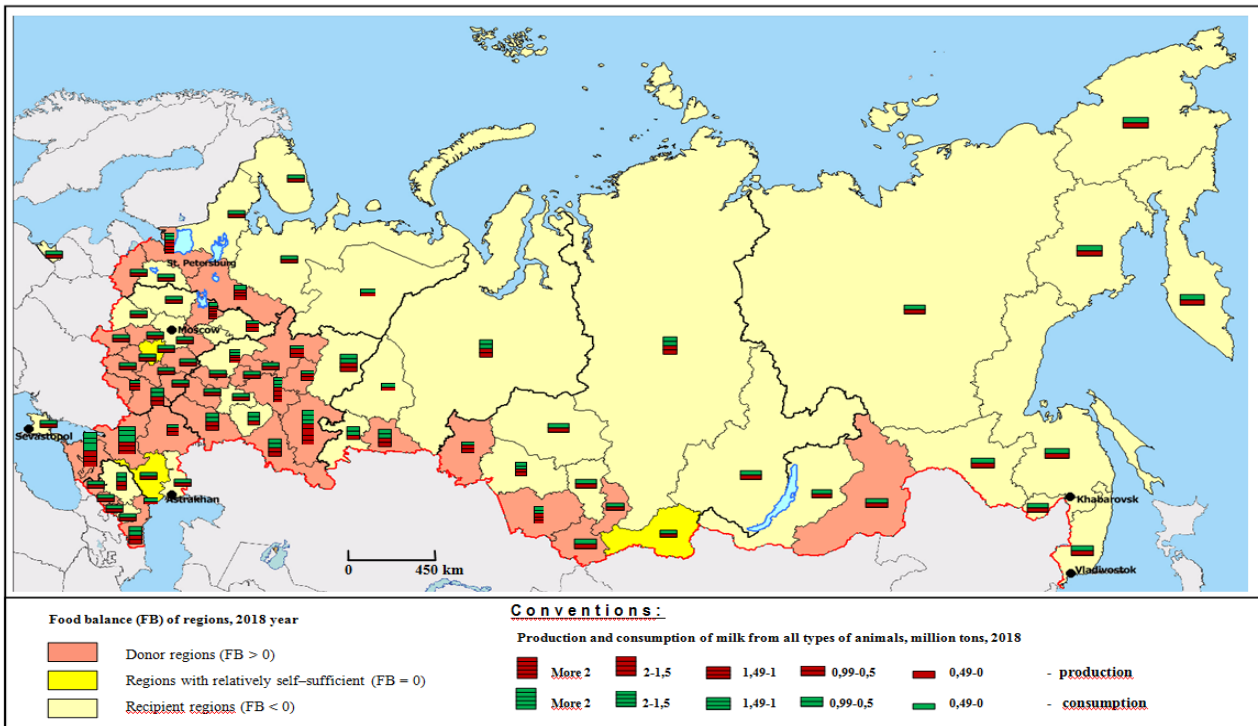 St. Petersburg
Moscow
Sevastopol
Astrakhan
Khabarovsk
Vladivostok
0 450 km
Conventions:
Food balance (FB) of regions, 2018 year
Production and consumption of milk from all types of animals, million tons, 2018
Donor regions (FB > 0)
Regions with relatively self–sufficient (FB = 0)
Recipient regions (FB < 0)
More 2 2-1,5 1,49-1 0,99-0,5 0,49-0 - production
More 2 2-1,5 1,49-1 0,99-0,5 0,49-0 - consumption